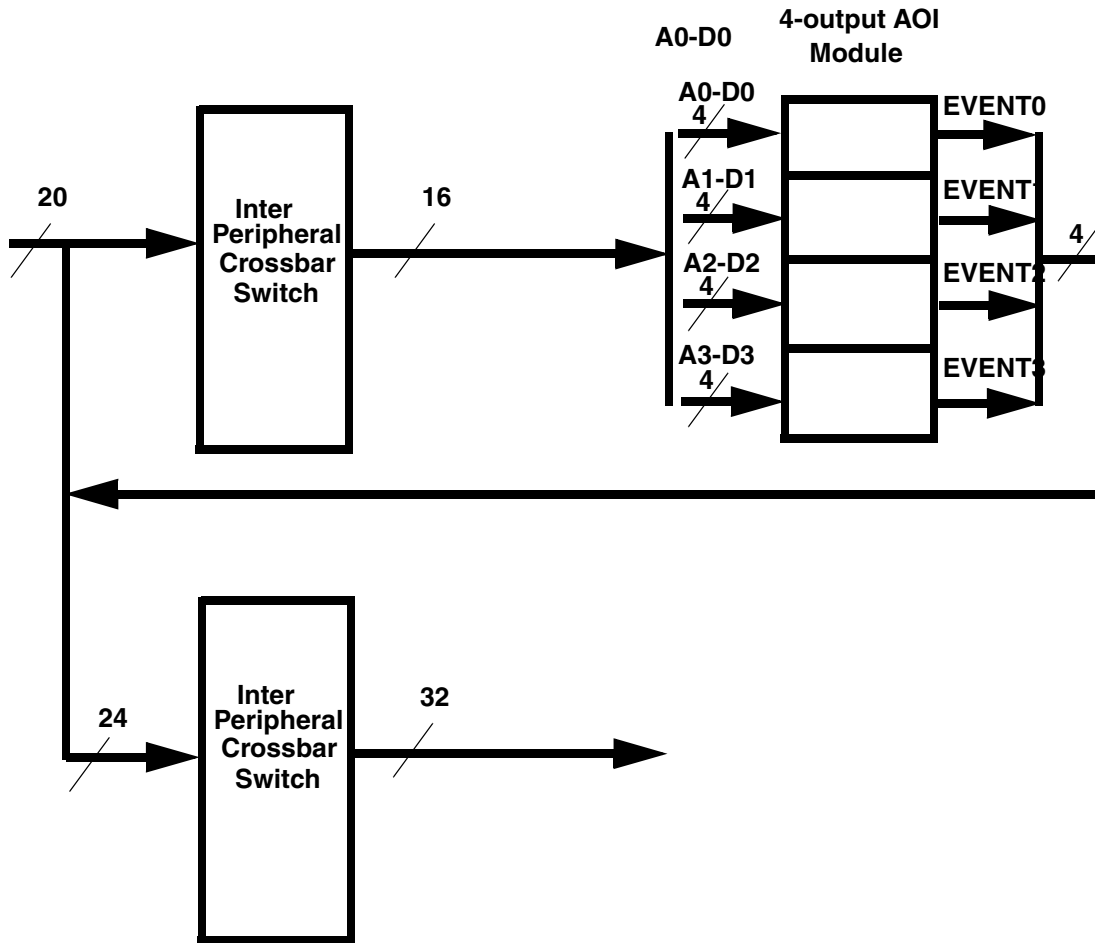 4-output AOI
Module
A0-D0
A0-D0
4
EVENT0
A1-D1
4
EVENT1
20
16
Inter
Peripheral
Crossbar
Switch
4
A2-D2
4
EVENT2
A3-D3
4
EVENT3
24
32
Inter
Peripheral
Crossbar
Switch